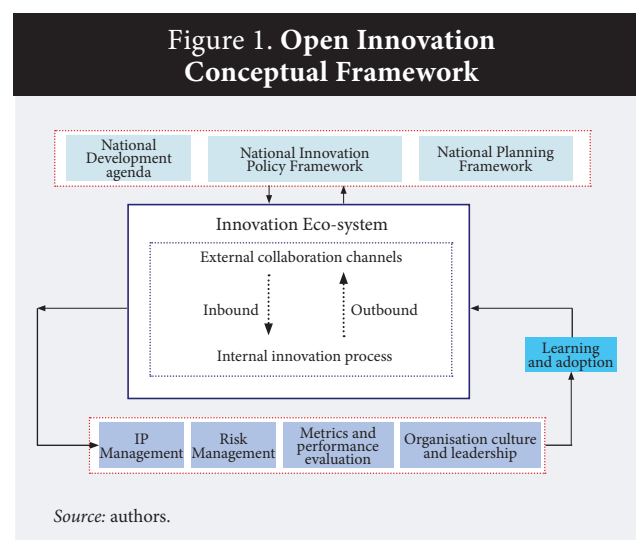 Figure 1. Open Innovation
Conceptual Framework
National
Development
agenda
National Innovation
Policy Framework
National Planning
Framework
Innovation Eco-system
External collaboration channels
Inbound
Outbound
Internal innovation process
Learning
and adoption
IP
Management
Risk
Management
Metrics and
performance
evaluation
Organisation culture
and leadership
Source: authors.